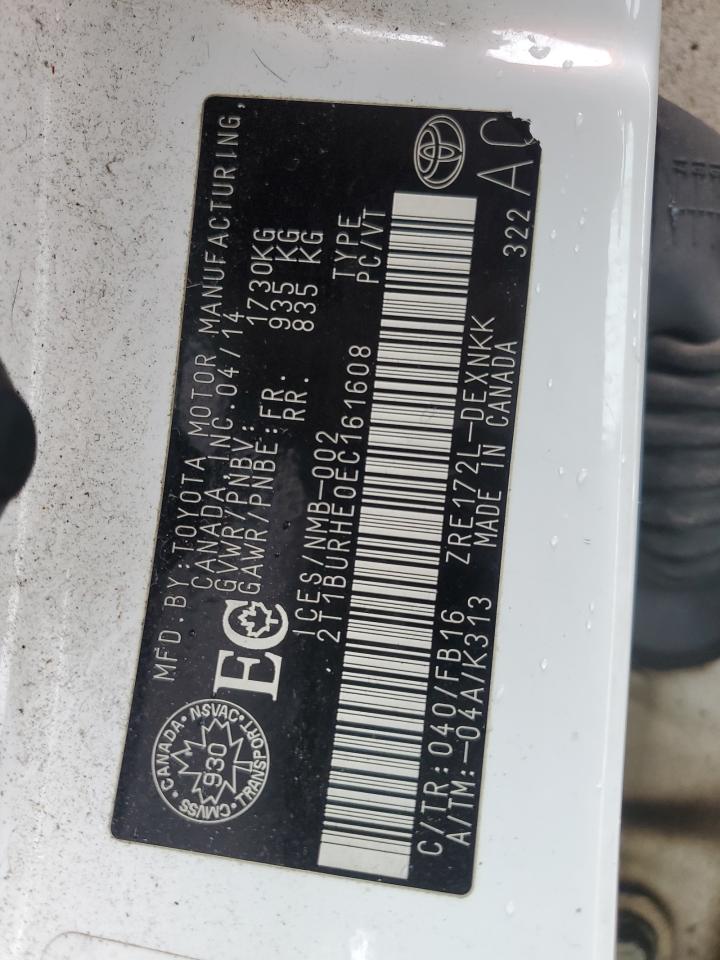 MFD.BY:TOYOTA MOTOR MANUFACTURING,
CANADA,INC.04/14
GVWR/PNBV: 1730KG
GAWR/PNBE:FR: 935 KG
RR. 835 KG
EC
ICES/NMB-002 TYPE
2T1BURHE0EC161608 PC/VT
CANADA•NSVAC•TRANSPORT•CMVSS•
930
C/TR:040/FB16 ZRE172L-DEXNKK 322 AC
A/TM:-04A/K313 MADE IN CANADA